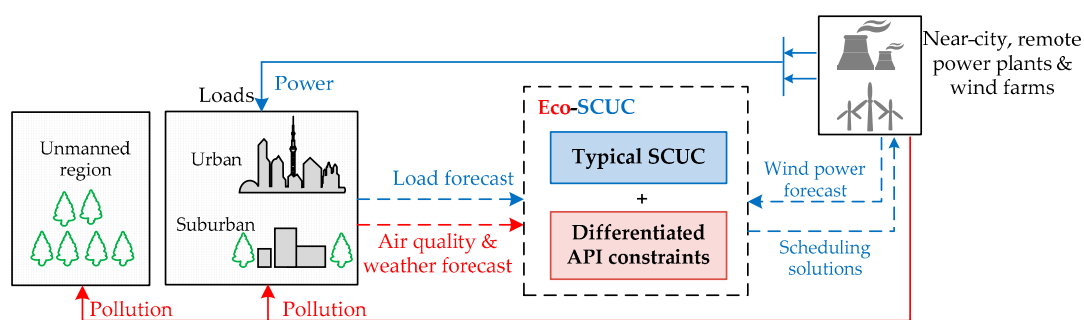 Near-city, remote
power plants &
wind farms
Power
Loads
Unmanned
region
Urban
Suburban
Load forecast
Air quality &
weather forecast
Eco-SCUC
Typical SCUC
+
Differentiated
API constraints
Wind power
forecast
Scheduling
solutions
Pollution
Pollution